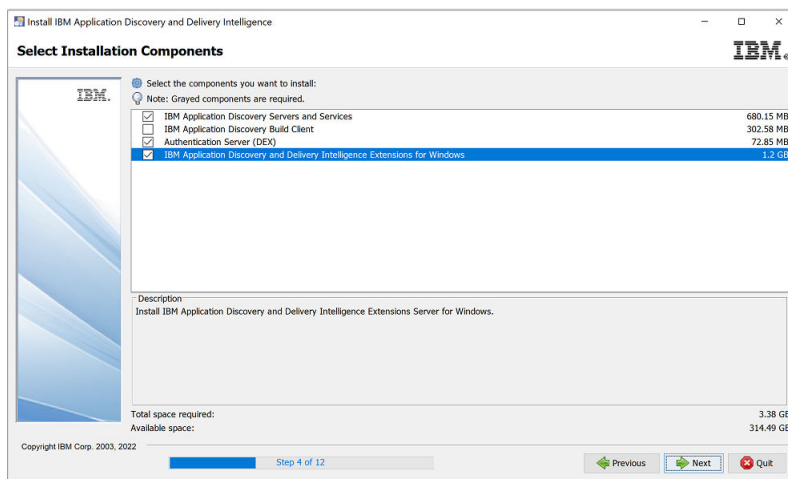 Install IBM Application Discovery and Delivery Intelligence
Select Installation Components
IBM
IBM.
Select the components you want to install:
Note: Grayed components are required.
IBM Application Discovery Servers and Services 680.15 MB
IBM Application Discovery Build Client 302.58 MB
Authentication Server (DEX) 72.85 MB
IBM Application Discovery and Delivery Intelligence Extensions for Windows 1.2 GB
Description
Install IBM Application Discovery and Delivery Intelligence Extensions Server for Windows.
Total space required: 3.38 GB
Available space: 314.49 GB
Copyright IBM Corp. 2003, 2022
Step 4 of 12
Previous
Next
Quit